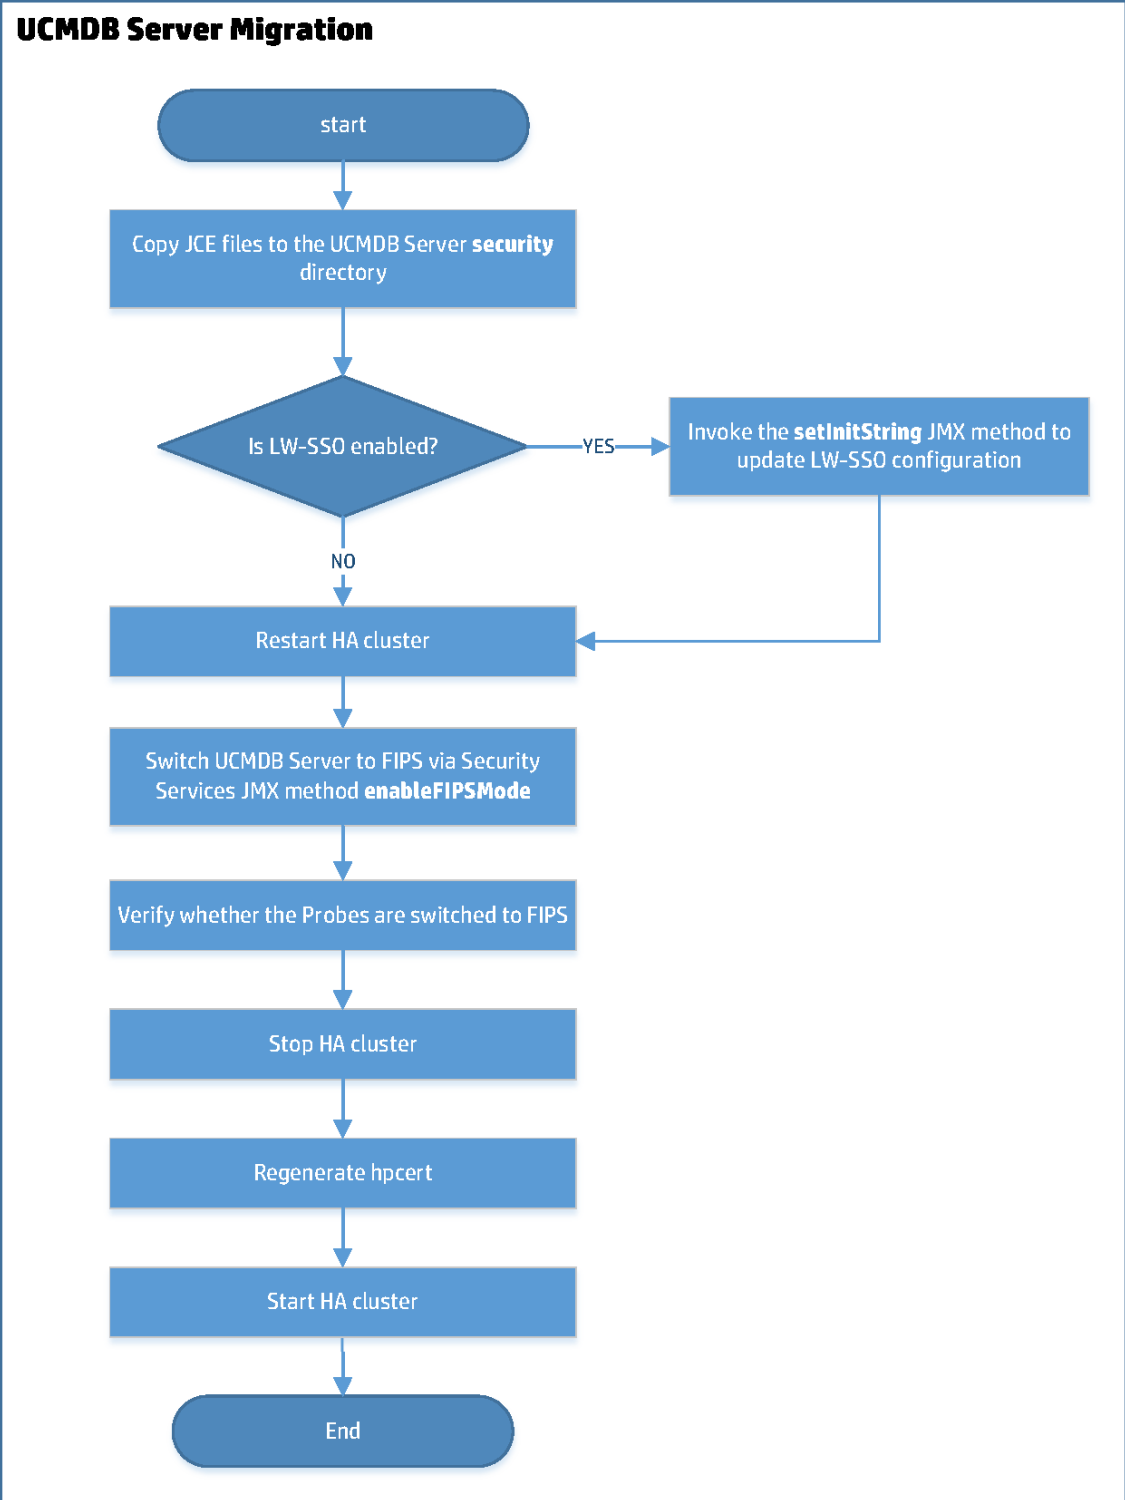 UCMDB Server Migration
start
Copy JCE files to the UCMDB Server security
directory
Is LW-SSO enabled?
YES
Invoke the setInitString JMX method to
update LW-SSO configuration
NO
Restart HA cluster
Switch UCMDB Server to FIPS via Security
Services JMX method enableFIPSMode
Verify whether the Probes are switched to FIPS
Stop HA cluster
Regenerate hpcert
Start HA cluster
End